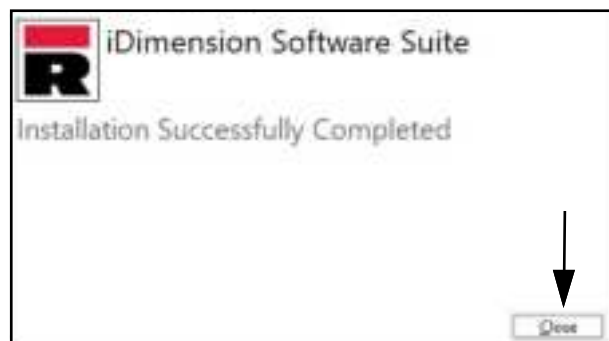 R
iDimension Software Suite
Installation Successfully Completed
Close